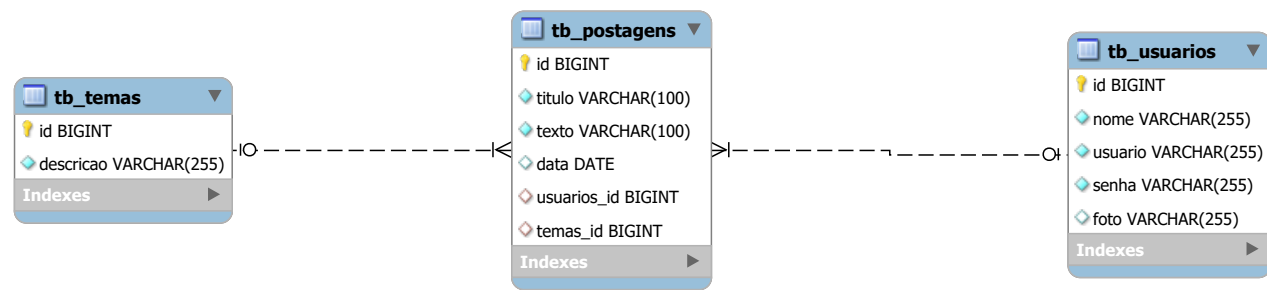 tb_temas
id BIGINT
descricao VARCHAR(255)
Indexes
tb_postagens
id BIGINT
titulo VARCHAR(100)
texto VARCHAR(100)
data DATE
usuarios_id BIGINT
temas_id BIGINT
Indexes
tb_usuarios
id BIGINT
nome VARCHAR(255)
usuario VARCHAR(255)
senha VARCHAR(255)
foto VARCHAR(255)
Indexes